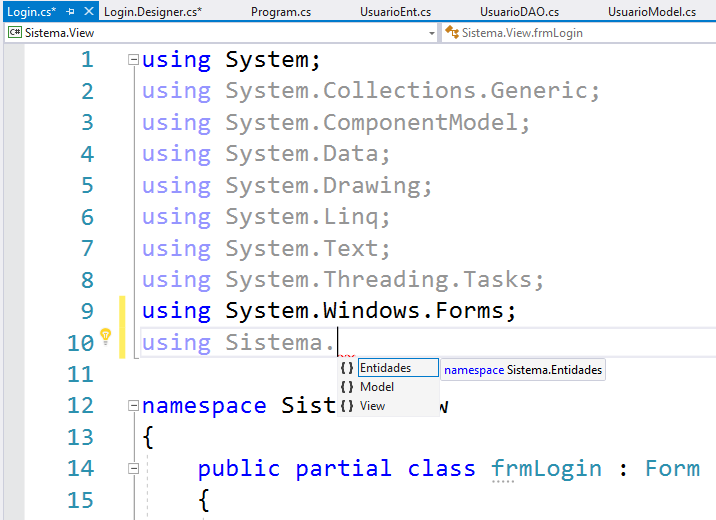 Login.cs* Login.Designer.cs* Program.cs UsuarioEnt.cs UsuarioDAO.cs UsuarioModel.cs
C# Sistema.View Sistema.View.frmLogin
1 using System;
2 using System.Collections.Generic;
3 using System.ComponentModel;
4 using System.Data;
5 using System.Drawing;
6 using System.Linq;
7 using System.Text;
8 using System.Threading.Tasks;
9 using System.Windows.Forms;
10 using Sistema.
{} Entidades namespace Sistema.Entidades
{} Model
{} View
11
12 namespace Sist w
13 {
14 public partial class frmLogin : Form
15 {